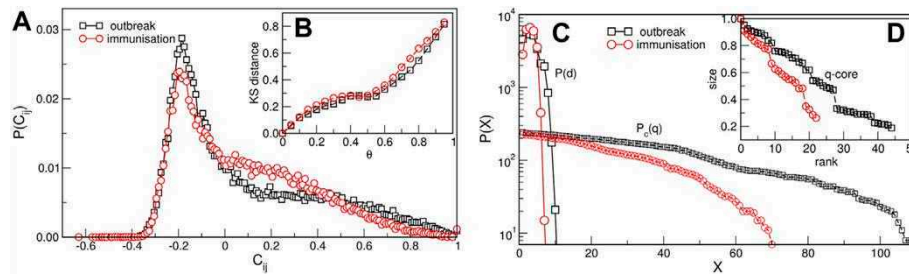 A
outbreak
immunisation
B
KS distance
0.8
0.6
0.4
0.2
0.0
0 0.2 0.4 0.6 0.8 1
θ
P(C_ij)
0.03
0.02
0.01
0.00
-0.6 -0.4 -0.2 0 0.2 0.4 0.6 0.8 1
C_ij
C
outbreak
immunisation
P(d)
P_c(q)
P(X)
10^4
10^3
10^2
10^1
0 20 40 60 80 100
X
D
q-core
size
1.0
0.8
0.6
0.4
0.2
0 10 20 30 40 50
rank